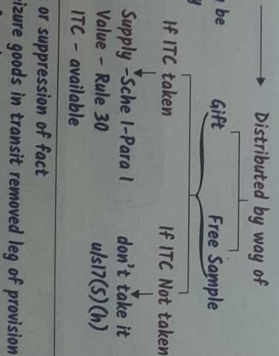 Distributed by way of
be
Gift Free Sample
If ITC taken If ITC Not taken
Supply -Sche I-Para I don't take it
Value - Rule 30 u/s17(5)(h)
ITC - available
or suppression of fact
eizure goods in transit removed leg of provision